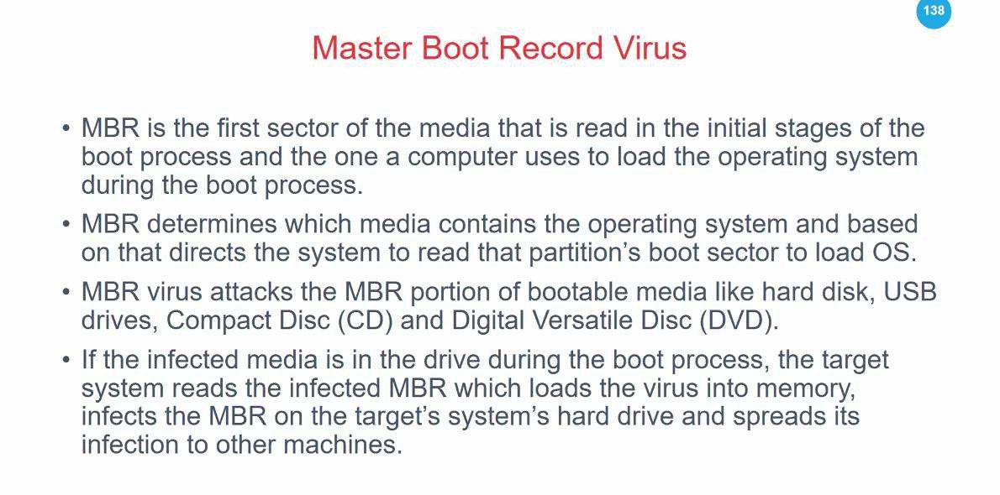 138
Master Boot Record Virus
• MBR is the first sector of the media that is read in the initial stages of the
boot process and the one a computer uses to load the operating system
during the boot process.
• MBR determines which media contains the operating system and based
on that directs the system to read that partition’s boot sector to load OS.
• MBR virus attacks the MBR portion of bootable media like hard disk, USB
drives, Compact Disc (CD) and Digital Versatile Disc (DVD).
• If the infected media is in the drive during the boot process, the target
system reads the infected MBR which loads the virus into memory,
infects the MBR on the target’s system’s hard drive and spreads its
infection to other machines.